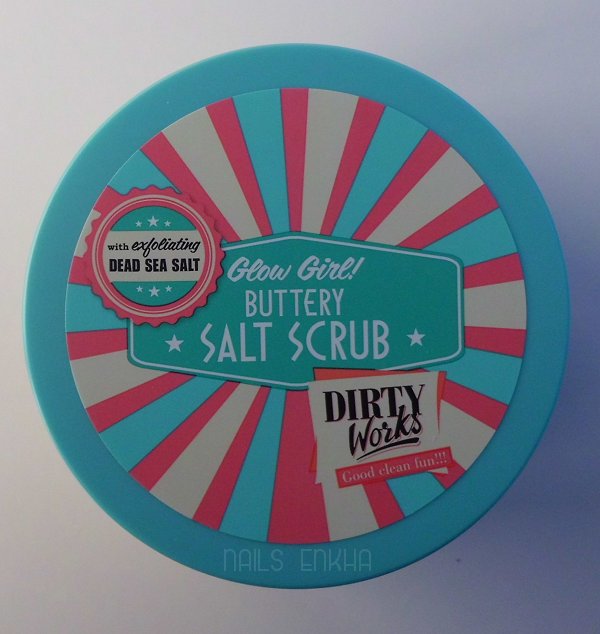 with exfoliating
DEAD SEA SALT
Glow Girl!
BUTTERY
SALT SCRUB
DIRTY
Works
Good clean fun!!!
NAILS ENKHA